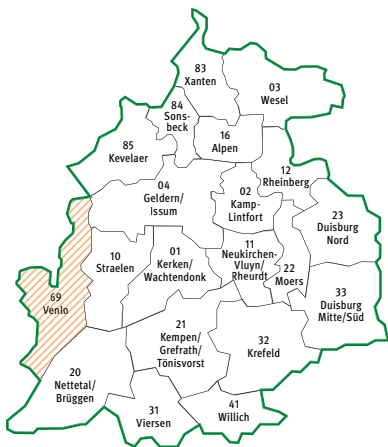 83
Xanten
03
Wesel
84
Sons-
beck
16
Alpen
85
Kevelaer
12
Rheinberg
04
Geldern/
Issum
02
Kamp-
Lintfort
23
Duisburg
Nord
10
Straelen
01
Kerken/
Wachtendonk
11
Neukirchen-
Vluyn/
Rheurdt
22
Moers
69
Venlo
33
Duisburg
Mitte/Süd
21
Kempen/
Grefrath/
Tönisvorst
32
Krefeld
20
Nettetal/
Brüggen
31
Viersen
41
Willich